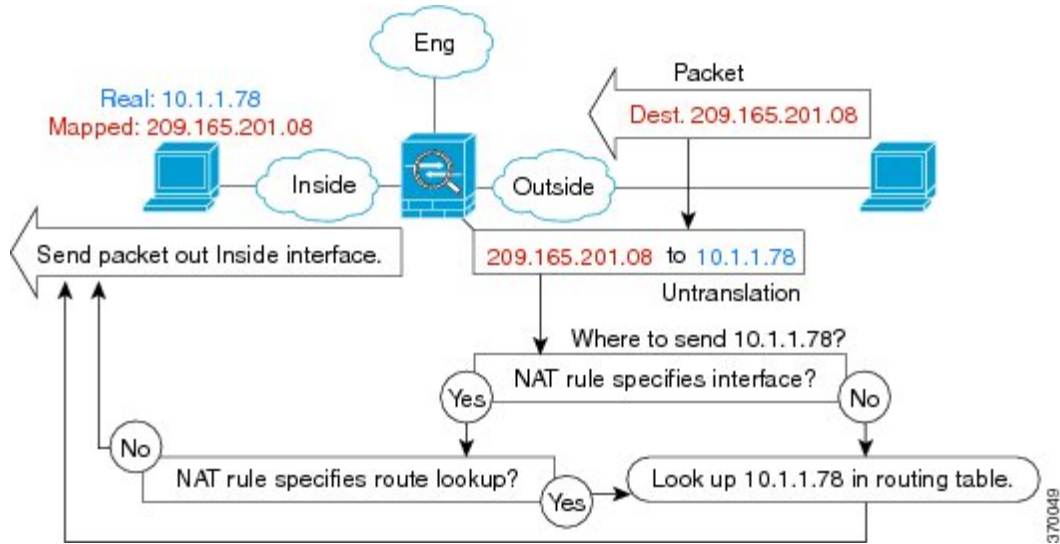 Eng
Packet
Real: 10.1.1.78
Mapped: 209.165.201.08
Dest. 209.165.201.08
Inside
Outside
Send packet out Inside interface.
209.165.201.08 to 10.1.1.78
Untranslation
Where to send 10.1.1.78?
NAT rule specifies interface?
Yes
No
No
NAT rule specifies route lookup?
Yes
Look up 10.1.1.78 in routing table.
370049